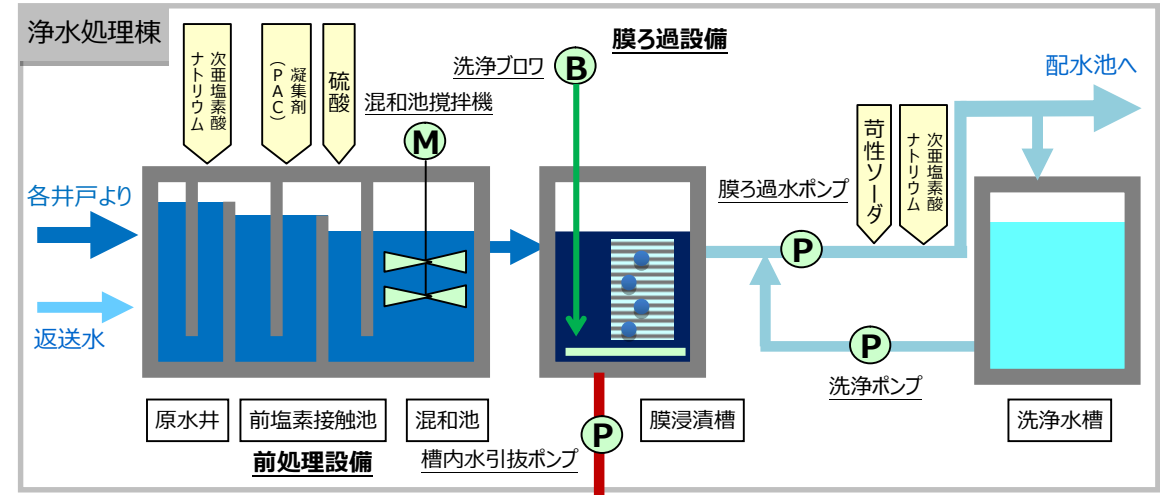 浄水処理棟
次亜塩素酸
ナトリウム
凝集剤
(PAC)
硫酸
混和池撹拌機
M
洗浄ブロワ
B
膜ろ過設備
配水池へ
各井戸より
返送水
膜ろ過水ポンプ
P
苛性ソーダ
次亜塩素酸
ナトリウム
P
洗浄ポンプ
原水井
前塩素接触池
混和池
前処理設備
槽内水引抜ポンプ
P
膜浸漬槽
洗浄水槽